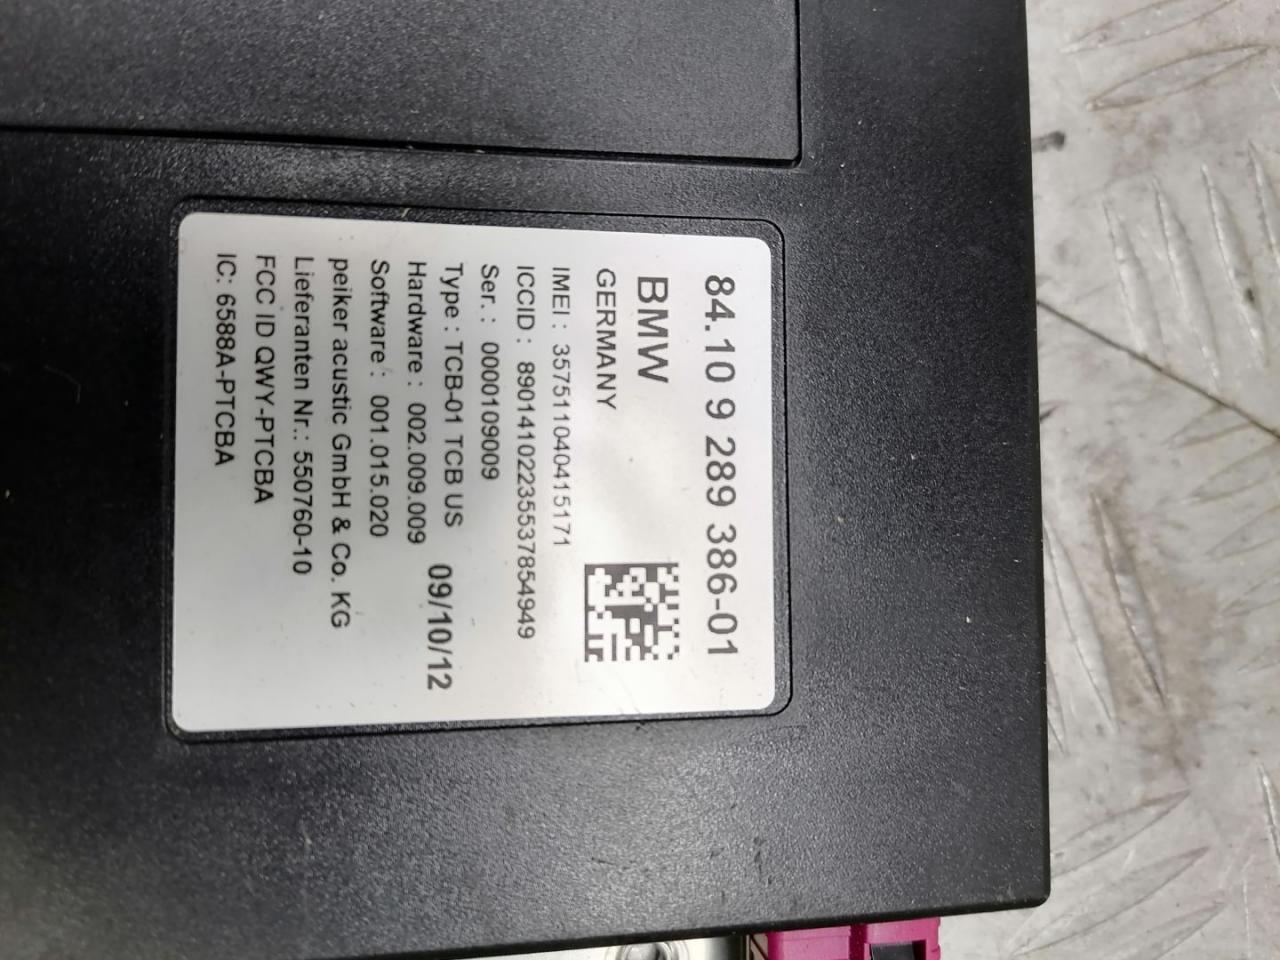 84.10 9 289 386-01
BMW
GERMANY
IMEI : 357511040415171
ICCID : 89014102235537854949
Ser. : 0000109009
Type : TCB-01 TCB US 09/10/12
Hardware : 002.009.009
Software : 001.015.020
peiker acustic GmbH & Co. KG
Lieferanten Nr.: 550760-10
FCC ID QWY-PTCBA
IC: 6588A-PTCBA